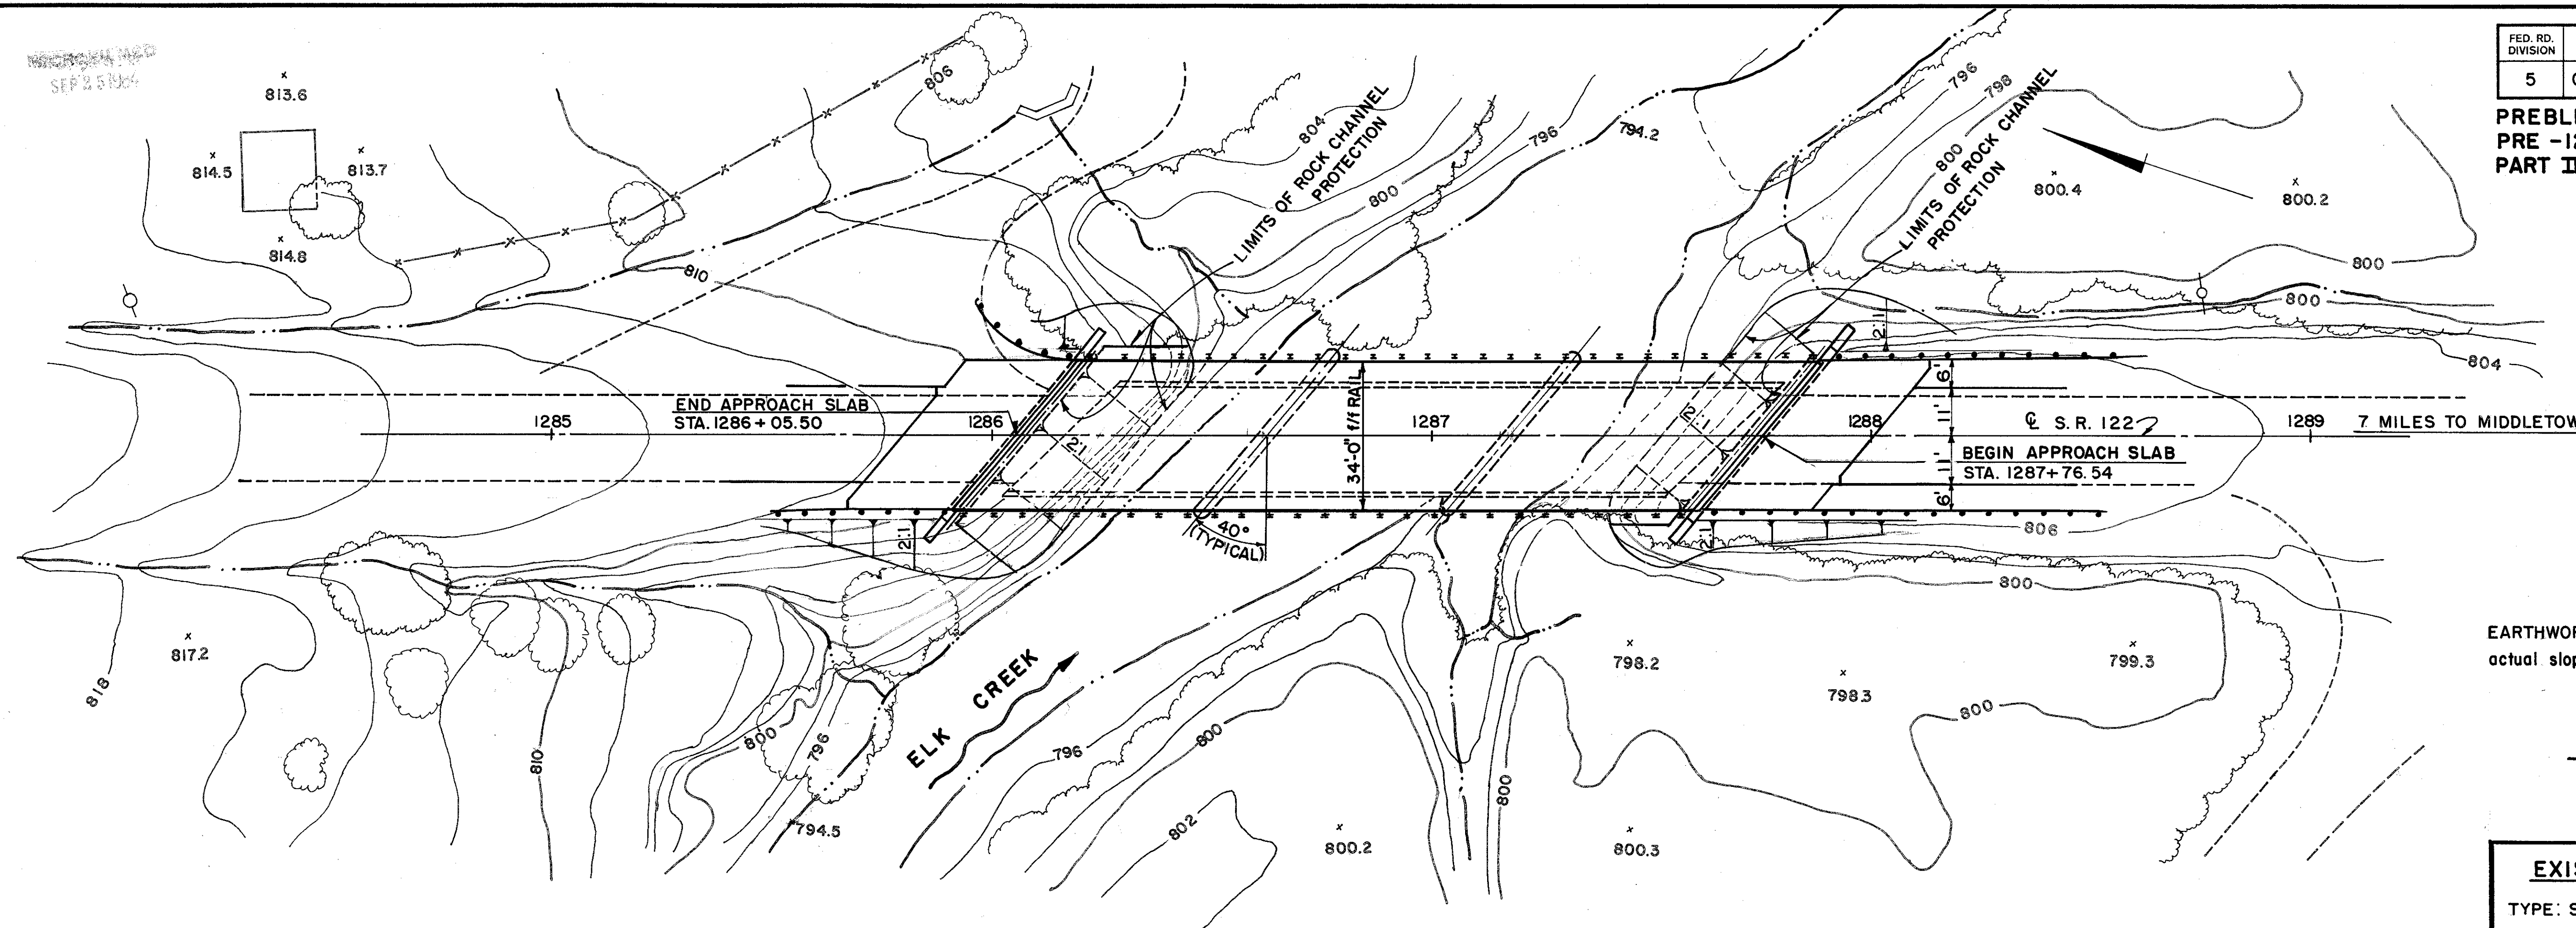 SEP 25 1964
FED. RD.
DIVISION
5
PREBL
PRE -12
PART II
813.6
814.5
813.7
814.8
806
804
796
794.2
796
798
800
800.4
800.2
LIMITS OF ROCK CHANNEL
PROTECTION
LIMITS OF ROCK CHANNEL
PROTECTION
800
810
800
800
804
2:1
END APPROACH SLAB
STA. 1286 + 05.50
1285
1286
1287
1288
1289
34'-0" f/f RAIL
2:1
2:1
6'
11'
11'
6'
℄ S.R. 122
7 MILES TO MIDDLETOW
BEGIN APPROACH SLAB
STA. 1287+76.54
40°
(TYPICAL)
2:1
2:1
806
800
817.2
818
810
800
796
794.5
ELK CREEK
796
800
802
800
800.2
800.3
798.2
798.3
799.3
800
EARTHWOR
actual slop
EXIS
TYPE: S